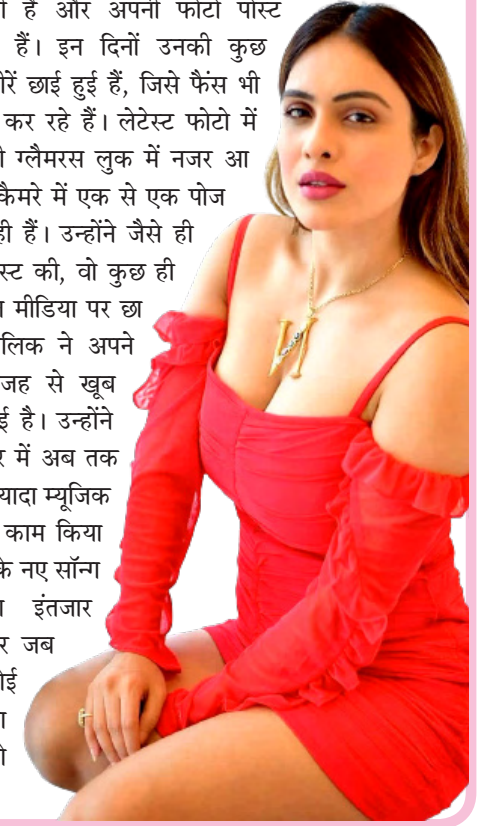 है और अपनी फोटो पोस्ट
हैं। इन दिनों उनकी कुछ
छाई हुई हैं, जिसे फैंस भी
कर रहे हैं। लेटेस्ट फोटो में
ग्लैमरस लुक में नजर आ
कैमरे में एक से एक पोज
ही हैं। उन्होंने जैसे ही
स्ट की, वो कुछ ही
मीडिया पर छा
लिक ने अपने
जह से खूब
ई है। उन्होंने
र में अब तक
यादा म्यूजिक
काम किया
के नए सॉन्ग
इंतजार
र जब
ोई